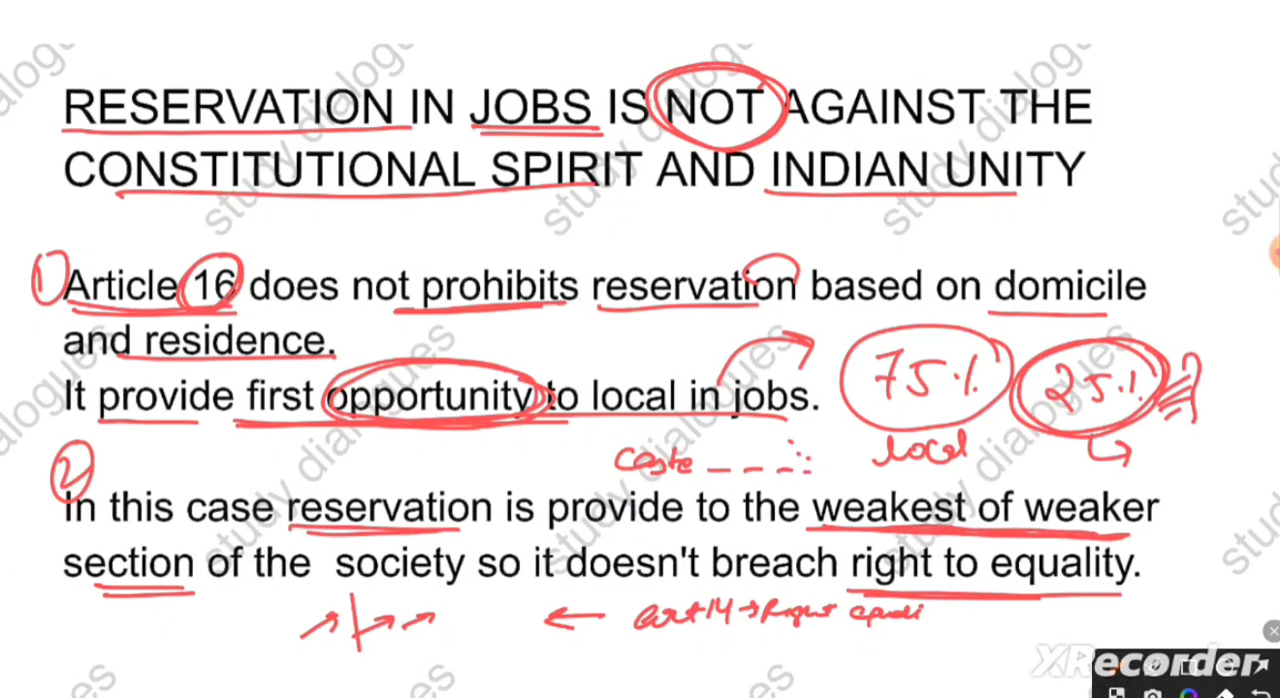 RESERVATION IN JOBS IS NOT AGAINST THE
CONSTITUTIONAL SPIRIT AND INDIAN UNITY
1) Article 16 does not prohibits reservation based on domicile
and residence.
It provide first opportunity to local in jobs.
75% 25%
local
caste
2)
in this case reservation is provide to the weakest of weaker
section of the society so it doesn't breach right to equality.
Art 14 → Right
study dialogues
XRecorder